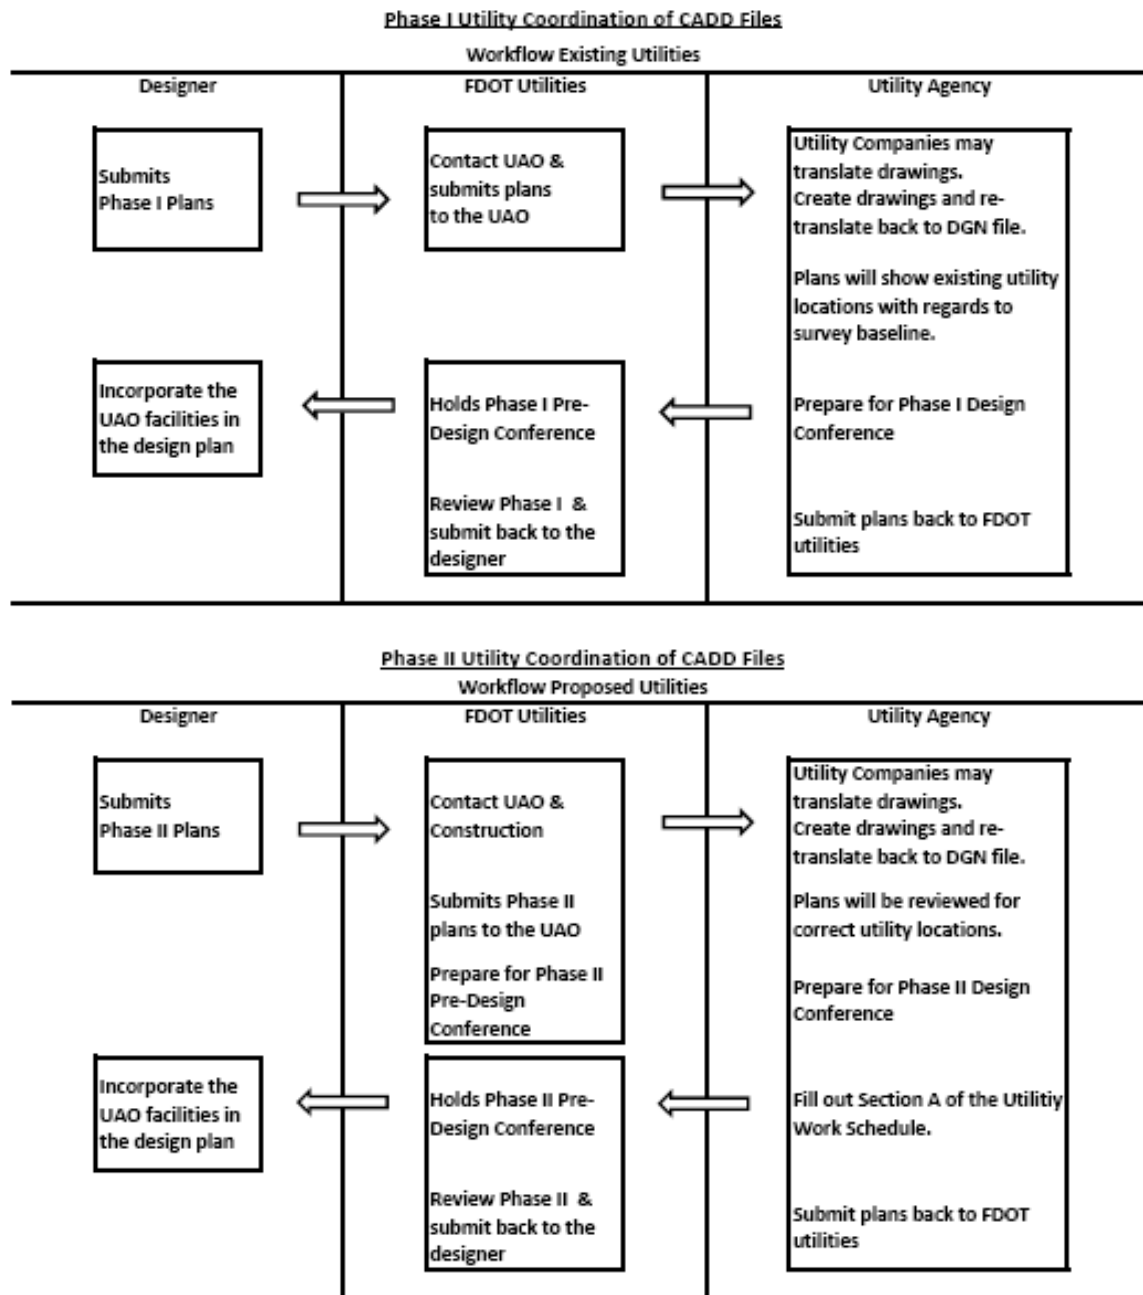 Phase I Utility Coordination of CADD Files
Workflow Existing Utilities
Designer
FDOT Utilities
Utility Agency
Submits
Phase I Plans
Contact UAO &
submits plans
to the UAO
Utility Companies may
translate drawings.
Create drawings and re-
translate back to DGN file.
Plans will show existing utility
locations with regards to
survey baseline.
Incorporate the
UAO facilities in
the design plan
Holds Phase I Pre-
Design Conference
Prepare for Phase I Design
Conference
Review Phase I &
submit back to the
designer
Submit plans back to FDOT
utilities
Phase II Utility Coordination of CADD Files
Workflow Proposed Utilities
Designer
FDOT Utilities
Utility Agency
Submits
Phase II Plans
Contact UAO &
Construction
Submits Phase II
plans to the UAO
Prepare for Phase II
Pre-Design
Conference
Utility Companies may
translate drawings.
Create drawings and re-
translate back to DGN file.
Plans will be reviewed for
correct utility locations.
Prepare for Phase II Design
Conference
Incorporate the
UAO facilities in
the design plan
Holds Phase II Pre-
Design Conference
Fill out Section A of the Utilitiy
Work Schedule.
Review Phase II &
submit back to the
designer
Submit plans back to FDOT
utilities